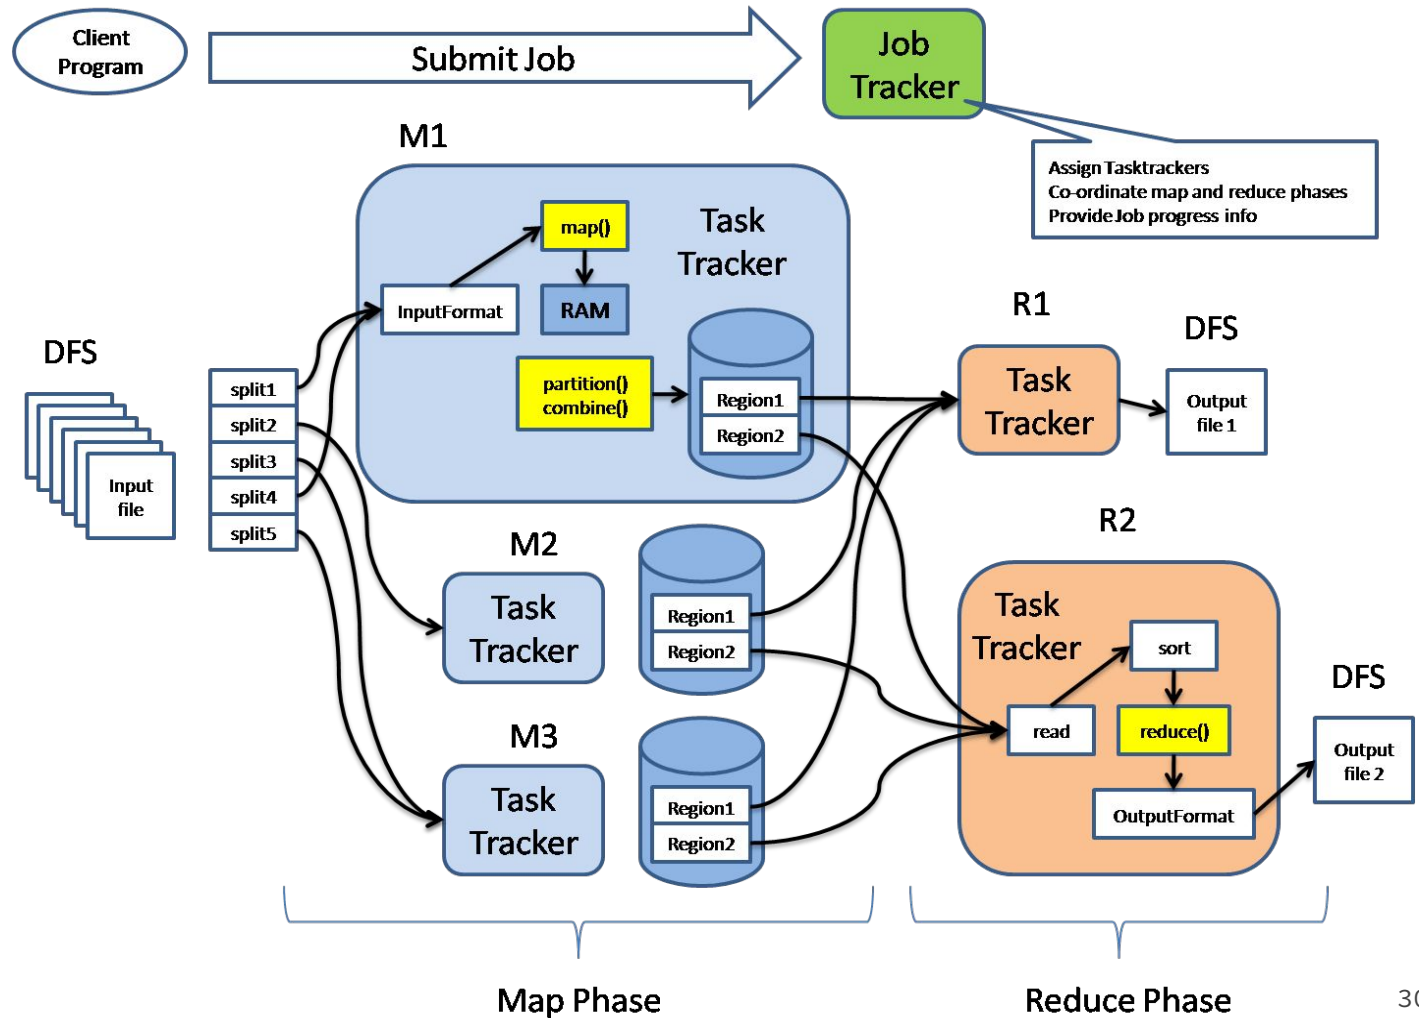 Client
Program
Submit Job
Job
Tracker
Assign Tasktrackers
Co-ordinate map and reduce phases
Provide Job progress info
M1
Task
Tracker
map()
InputFormat
RAM
partition()
combine()
Region1
Region2
DFS
Input
file
split1
split2
split3
split4
split5
M2
Task
Tracker
Region1
Region2
M3
Task
Tracker
Region1
Region2
R1
Task
Tracker
DFS
Output
file 1
R2
Task
Tracker
sort
read
reduce()
OutputFormat
DFS
Output
file 2
Map Phase
Reduce Phase